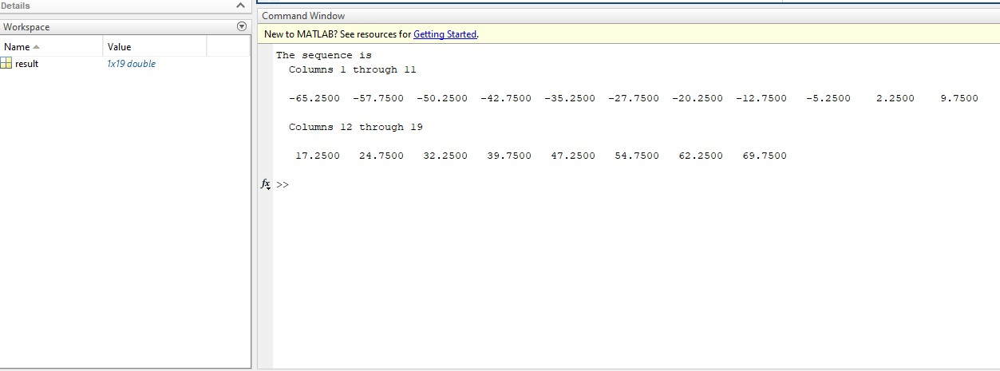 Details
Workspace
Name Value
result 1x19 double
Command Window
New to MATLAB? See resources for Getting Started.
The sequence is
Columns 1 through 11
-65.2500 -57.7500 -50.2500 -42.7500 -35.2500 -27.7500 -20.2500 -12.7500 -5.2500 2.2500 9.7500
Columns 12 through 19
17.2500 24.7500 32.2500 39.7500 47.2500 54.7500 62.2500 69.7500
fx >>